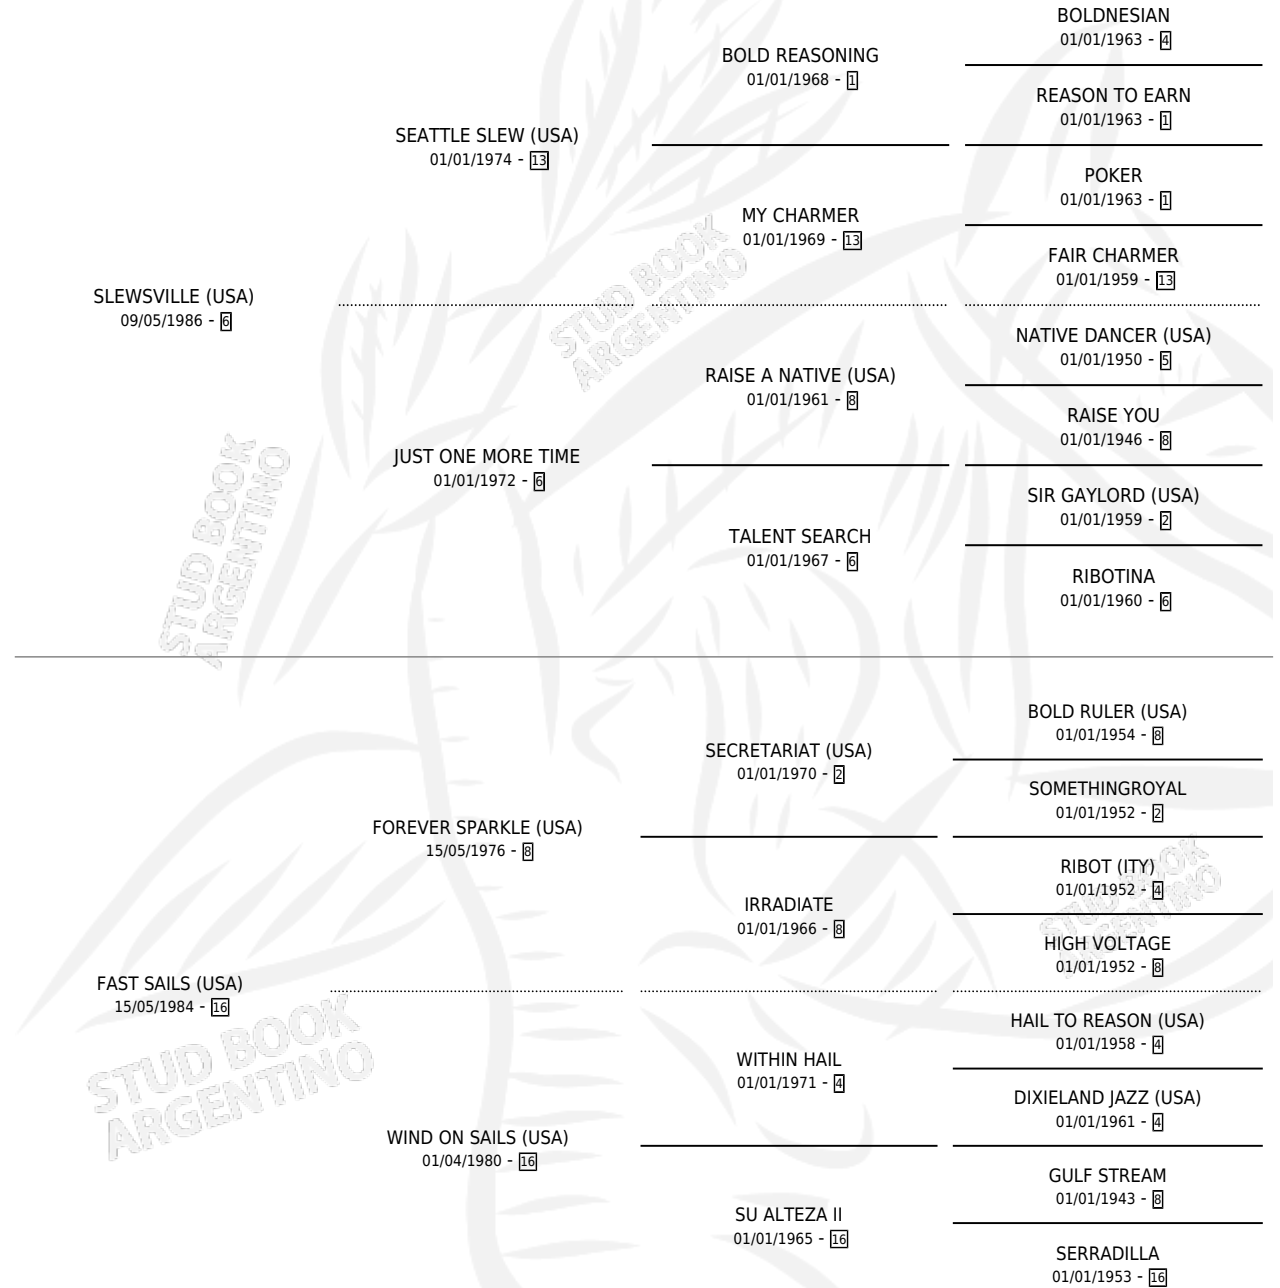 BOLDNESIAN
01/01/1963 - 4
BOLD REASONING
01/01/1968 - 1
REASON TO EARN
01/01/1963 - 1
SEATTLE SLEW (USA)
01/01/1974 - 13
POKER
01/01/1963 - 1
MY CHARMER
01/01/1969 - 13
FAIR CHARMER
01/01/1959 - 13
SLEWSVILLE (USA)
09/05/1986 - 6
NATIVE DANCER (USA)
01/01/1950 - 5
RAISE A NATIVE (USA)
01/01/1961 - 8
RAISE YOU
01/01/1946 - 8
JUST ONE MORE TIME
01/01/1972 - 6
SIR GAYLORD (USA)
01/01/1959 - 2
TALENT SEARCH
01/01/1967 - 6
RIBOTINA
01/01/1960 - 6
BOLD RULER (USA)
01/01/1954 - 8
SECRETARIAT (USA)
01/01/1970 - 2
SOMETHINGROYAL
01/01/1952 - 2
FOREVER SPARKLE (USA)
15/05/1976 - 8
RIBOT (ITY)
01/01/1952 - 4
IRRADIATE
01/01/1966 - 8
HIGH VOLTAGE
01/01/1952 - 8
FAST SAILS (USA)
15/05/1984 - 16
HAIL TO REASON (USA)
01/01/1958 - 4
WITHIN HAIL
01/01/1971 - 4
DIXIELAND JAZZ (USA)
01/01/1961 - 4
WIND ON SAILS (USA)
01/04/1980 - 16
GULF STREAM
01/01/1943 - 8
SU ALTEZA II
01/01/1965 - 16
SERRADILLA
01/01/1953 - 16
STUD BOOK
ARGENTINO
STUD BOOK
ARGENTINO
STUD BOOK
ARGENTINO
STUD BOOK
ARGENTINO